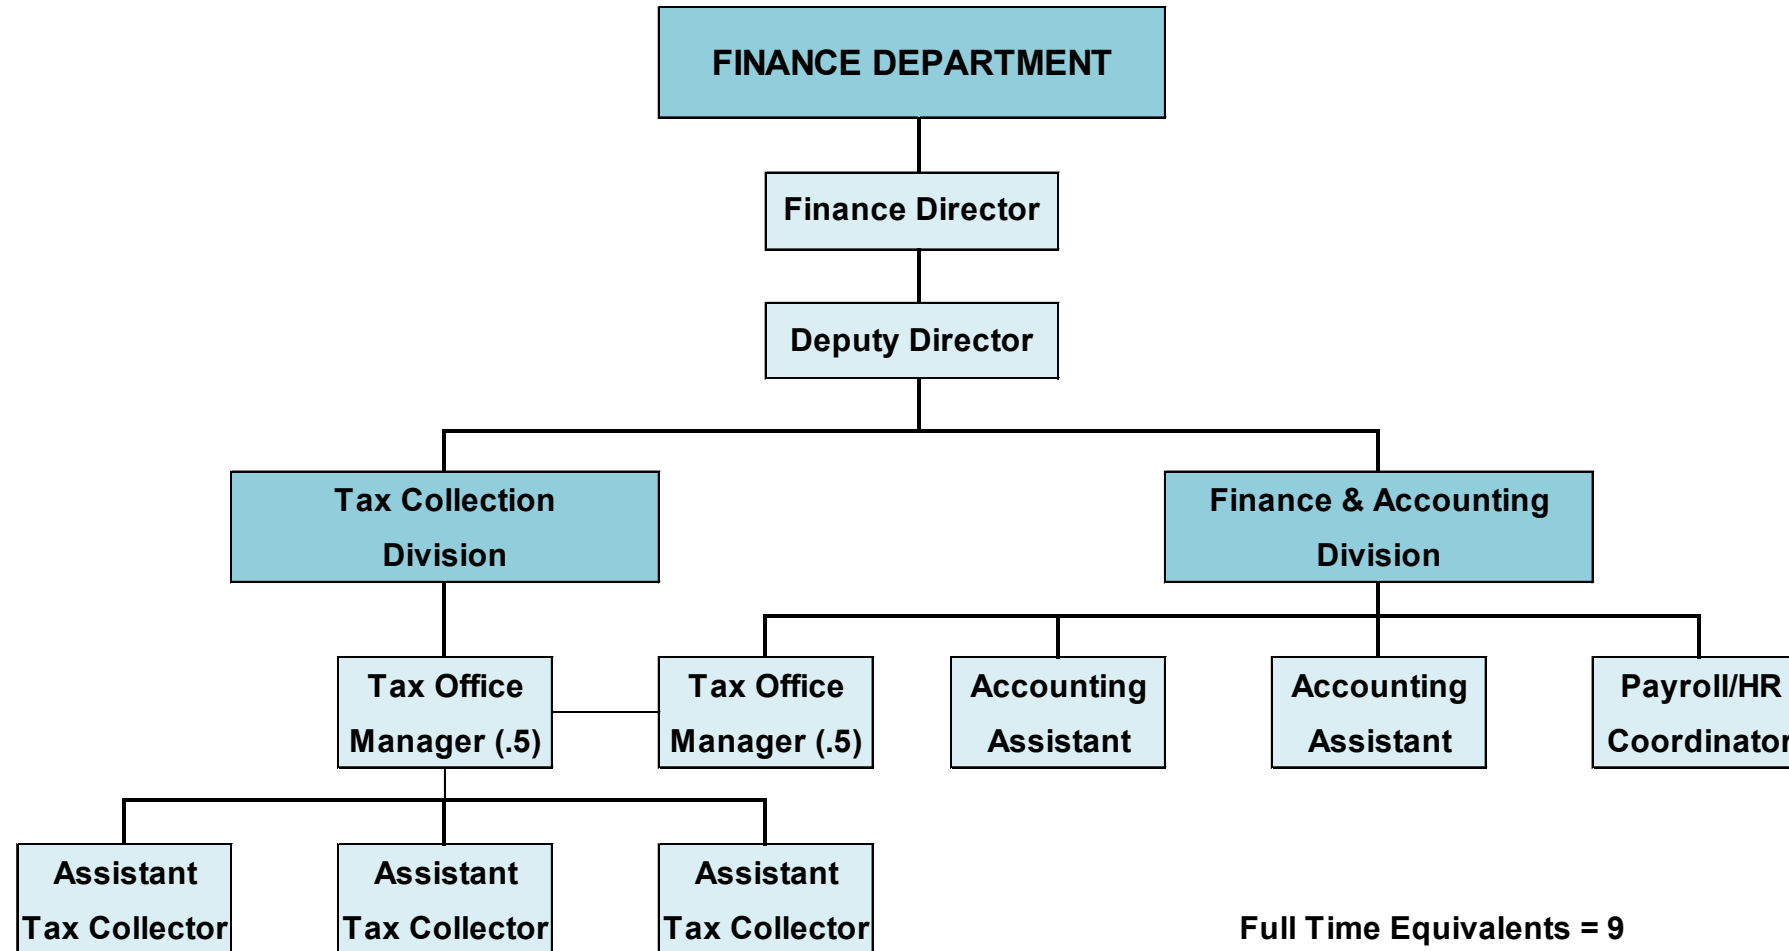 FINANCE DEPARTMENT
Finance Director
Deputy Director
Tax Collection
Division
Finance & Accounting
Division
Tax Office
Manager (.5)
Tax Office
Manager (.5)
Accounting
Assistant
Accounting
Assistant
Payroll/HR
Coordinator
Assistant
Tax Collector
Assistant
Tax Collector
Assistant
Tax Collector
Full Time Equivalents = 9